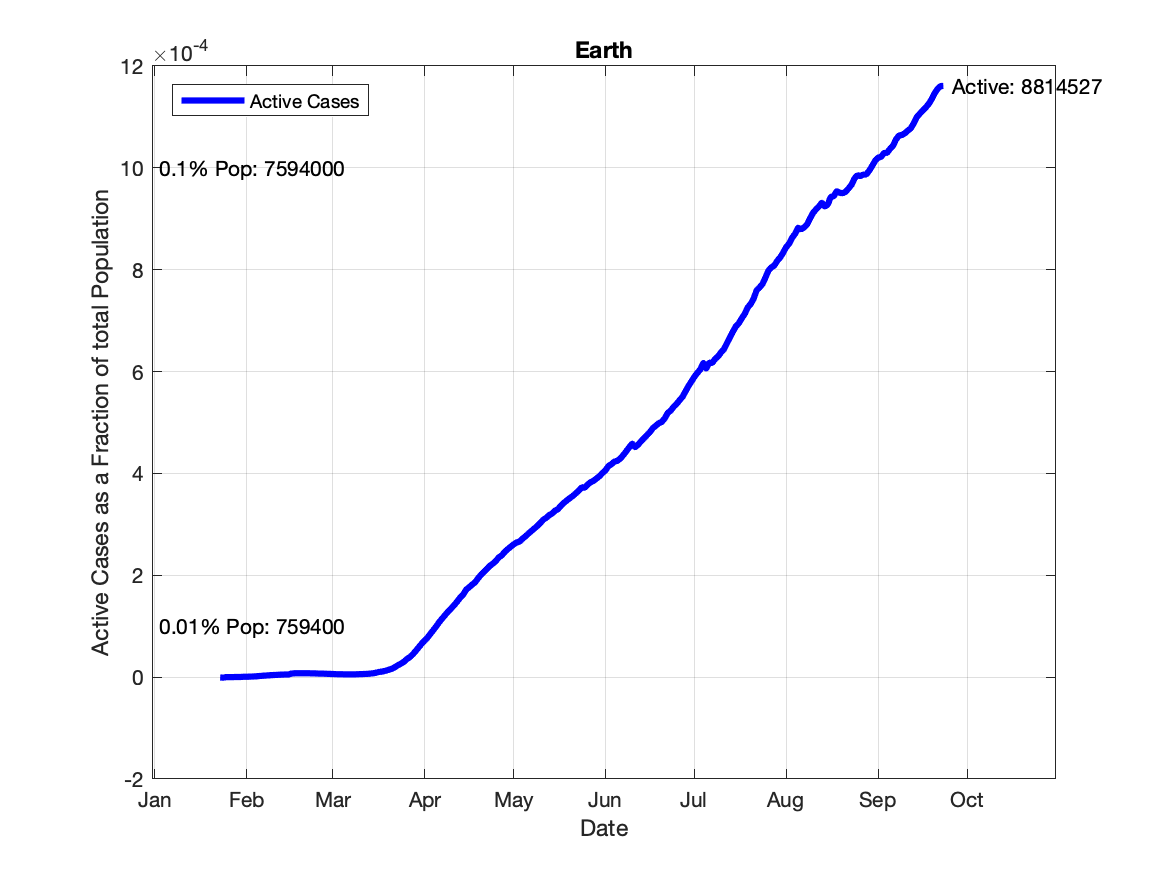 Earth
×10-4
12
Active Cases
Active: 8814527
10
0.1% Pop: 7594000
8
6
4
2
0.01% Pop: 759400
0
-2
Active Cases as a Fraction of total Population
Jan Feb Mar Apr May Jun Jul Aug Sep Oct
Date